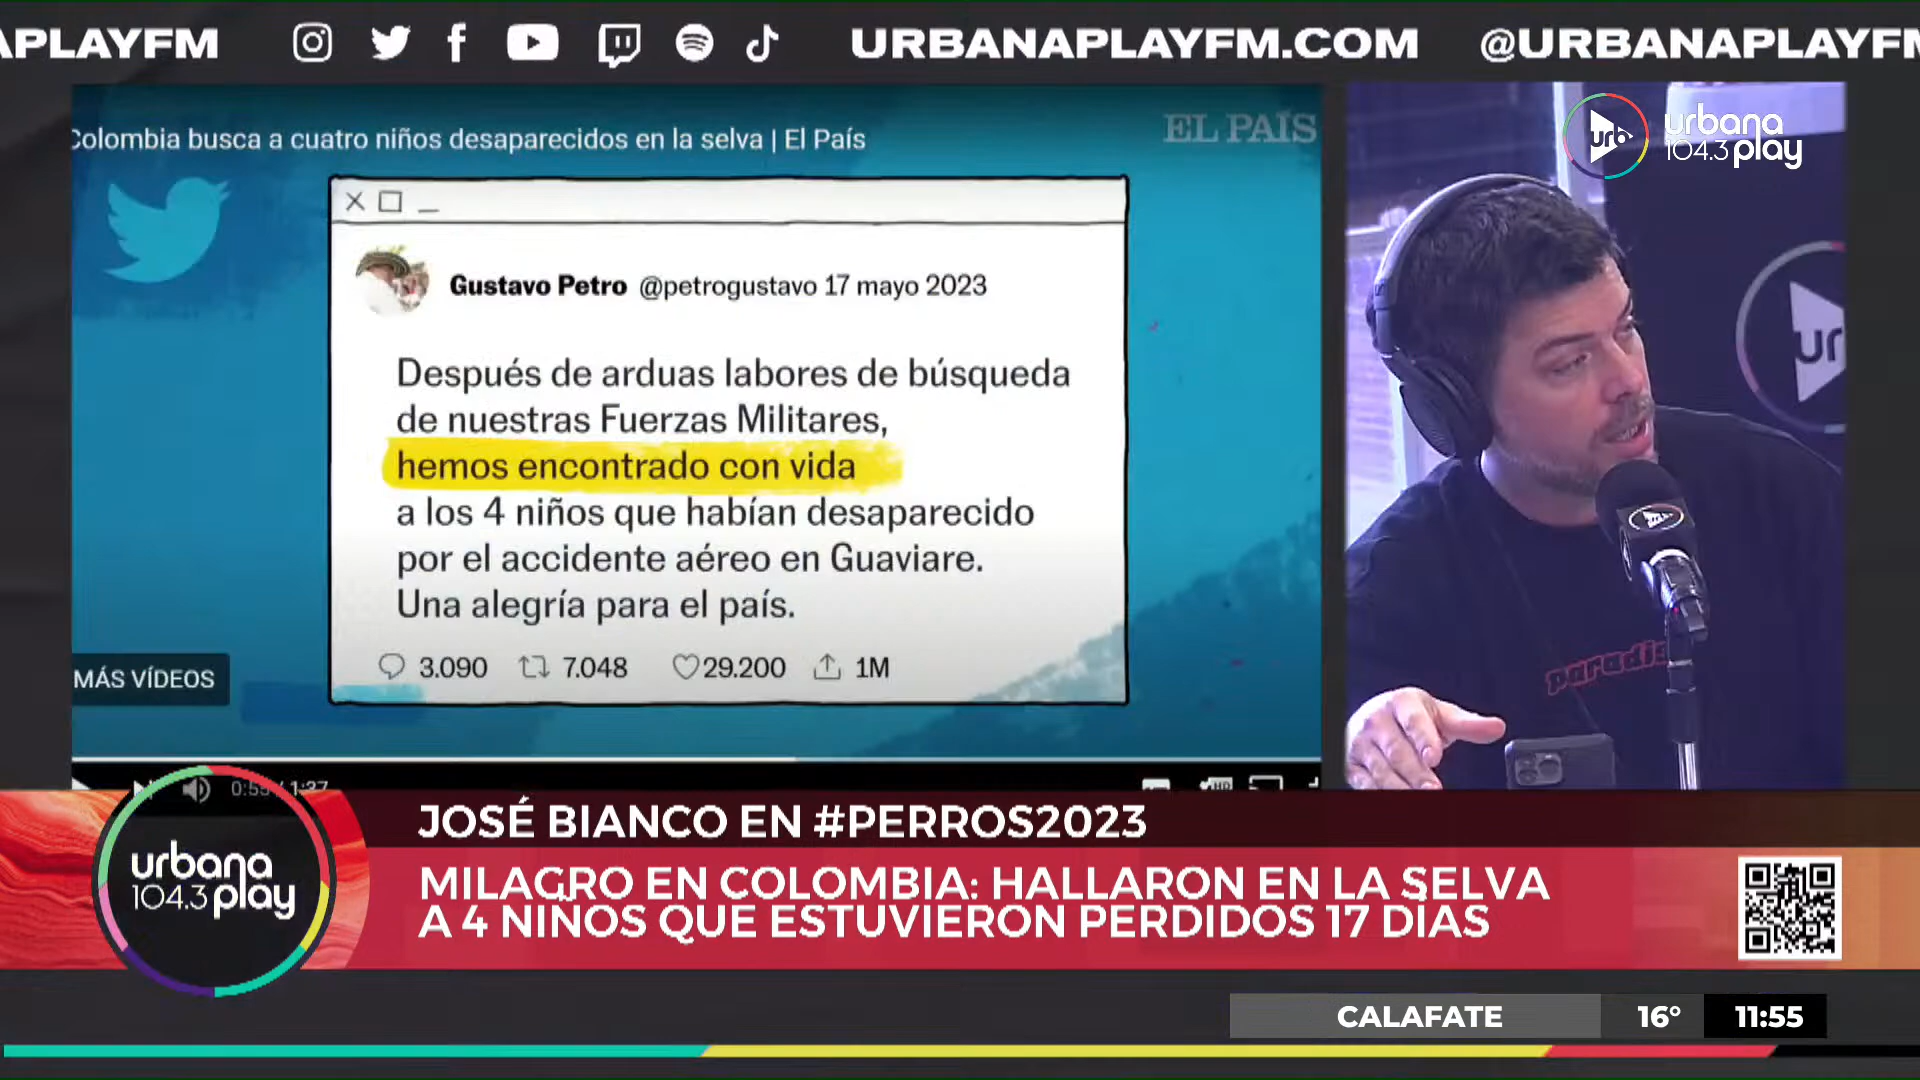 APLAYFM
URBANAPLAYFM.COM
@URBANAPLAYFM
Colombia busca a cuatro niños desaparecidos en la selva | El País
EL PAÍS
urb
urbana
104.3 play
Gustavo Petro @petrogustavo 17 mayo 2023
Después de arduas labores de búsqueda
de nuestras Fuerzas Militares,
hemos encontrado con vida
a los 4 niños que habían desaparecido
por el accidente aéreo en Guaviare.
Una alegría para el país.
3.090 7.048 29.200 1M
MÁS VÍDEOS
ur
JOSÉ BIANCO EN #PERROS2023
MILAGRO EN COLOMBIA: HALLARON EN LA SELVA
A 4 NIÑOS QUE ESTUVIERON PERDIDOS 17 DÍAS
urbana
104.3 play
CALAFATE 16° 11:55